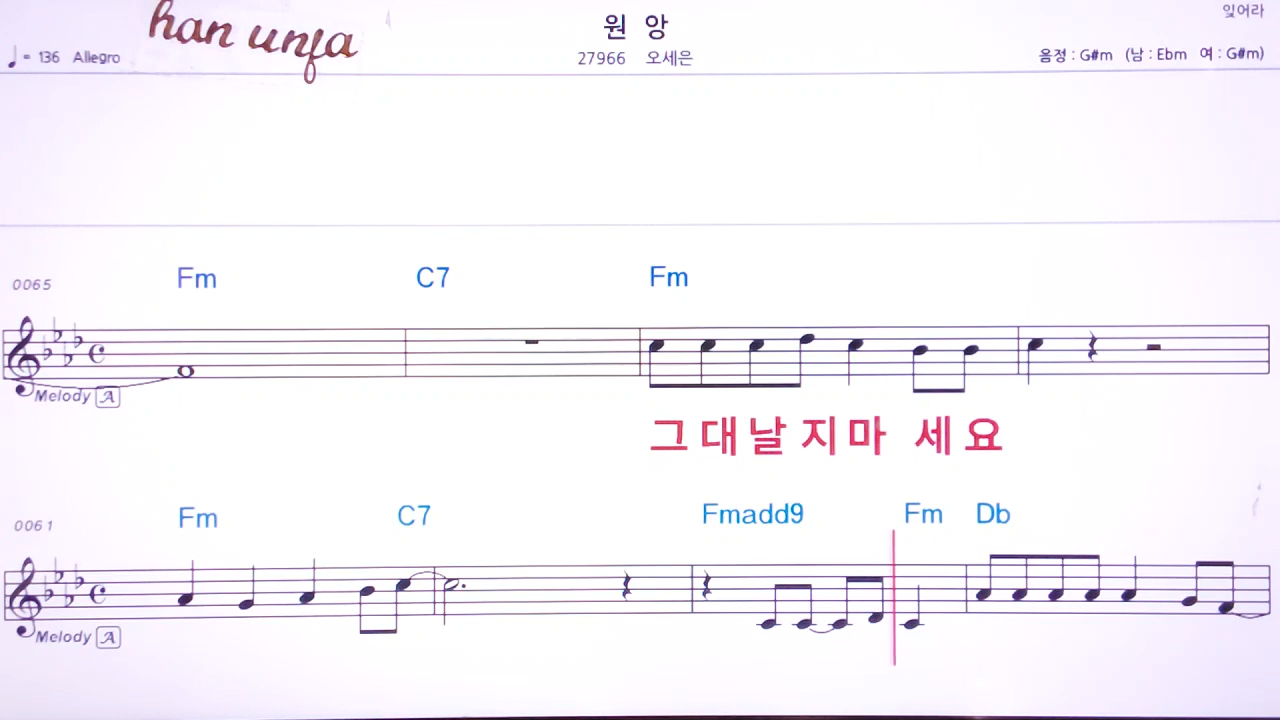 han unfa
원 앙
잊어라
♩= 136 Allegro
27966 오세은
음정 : G#m (남 : Ebm 여 : G#m)
0065
Fm C7 Fm
Melody A
그대날지마 세요
0061
Fm C7 Fmadd9 Fm Db
Melody A